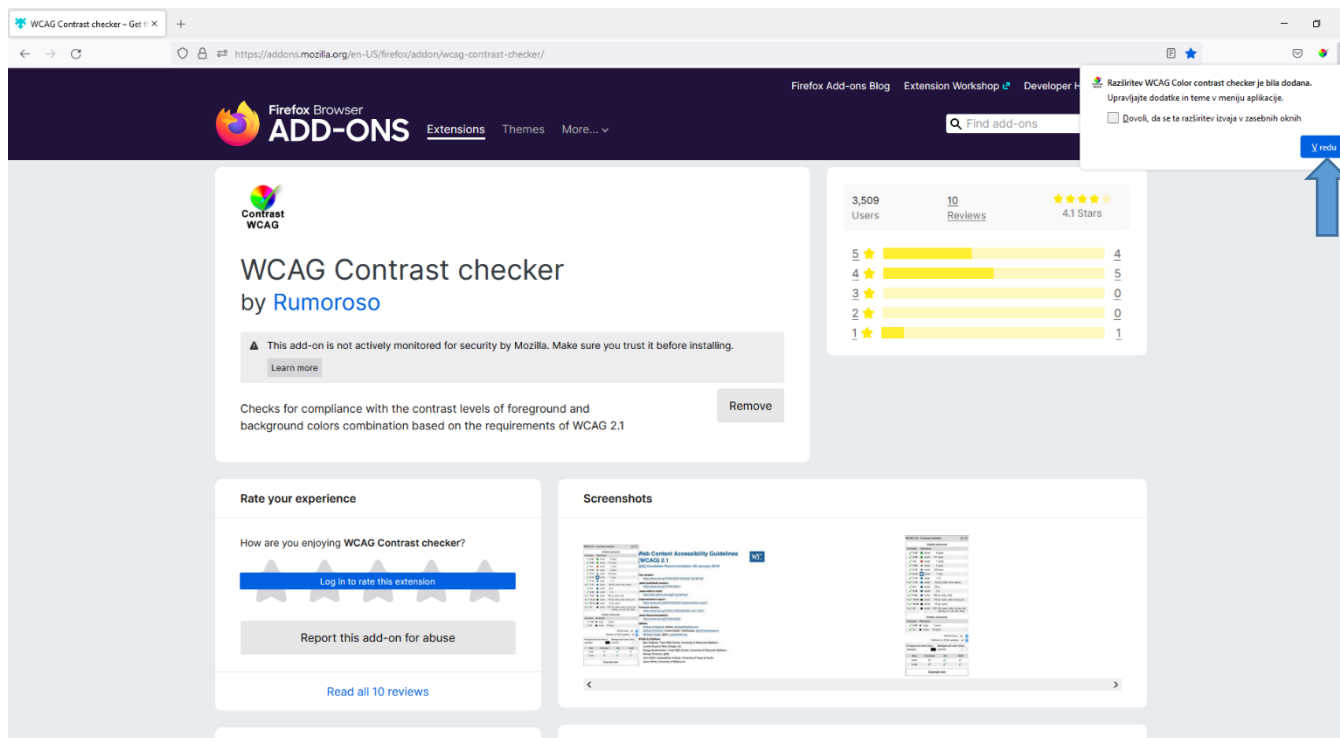 WCAG Contrast checker – Get t
https://addons.mozilla.org/en-US/firefox/addon/wcag-contrast-checker/
Razširitev WCAG Color contrast checker je bila dodana.
Upravljajte dodatke in teme v meniju aplikacije.
Dovoli, da se ta razširitev izvaja v zasebnih oknih
V redu
Firefox Add-ons Blog Extension Workshop Developer H
Firefox Browser
ADD-ONS
Extensions Themes More...
Find add-ons
Contrast
WCAG
WCAG Contrast checker
by Rumoroso
This add-on is not actively monitored for security by Mozilla. Make sure you trust it before installing.
Learn more
Checks for compliance with the contrast levels of foreground and
background colors combination based on the requirements of WCAG 2.1
Remove
3,509 10
Users Reviews 4.1 Stars
5 4
4 5
3 0
2 0
1 1
Rate your experience
How are you enjoying WCAG Contrast checker?
Log in to rate this extension
Report this add-on for abuse
Read all 10 reviews
Screenshots
Web Content Accessibility Guidelines
(WCAG) 2.1